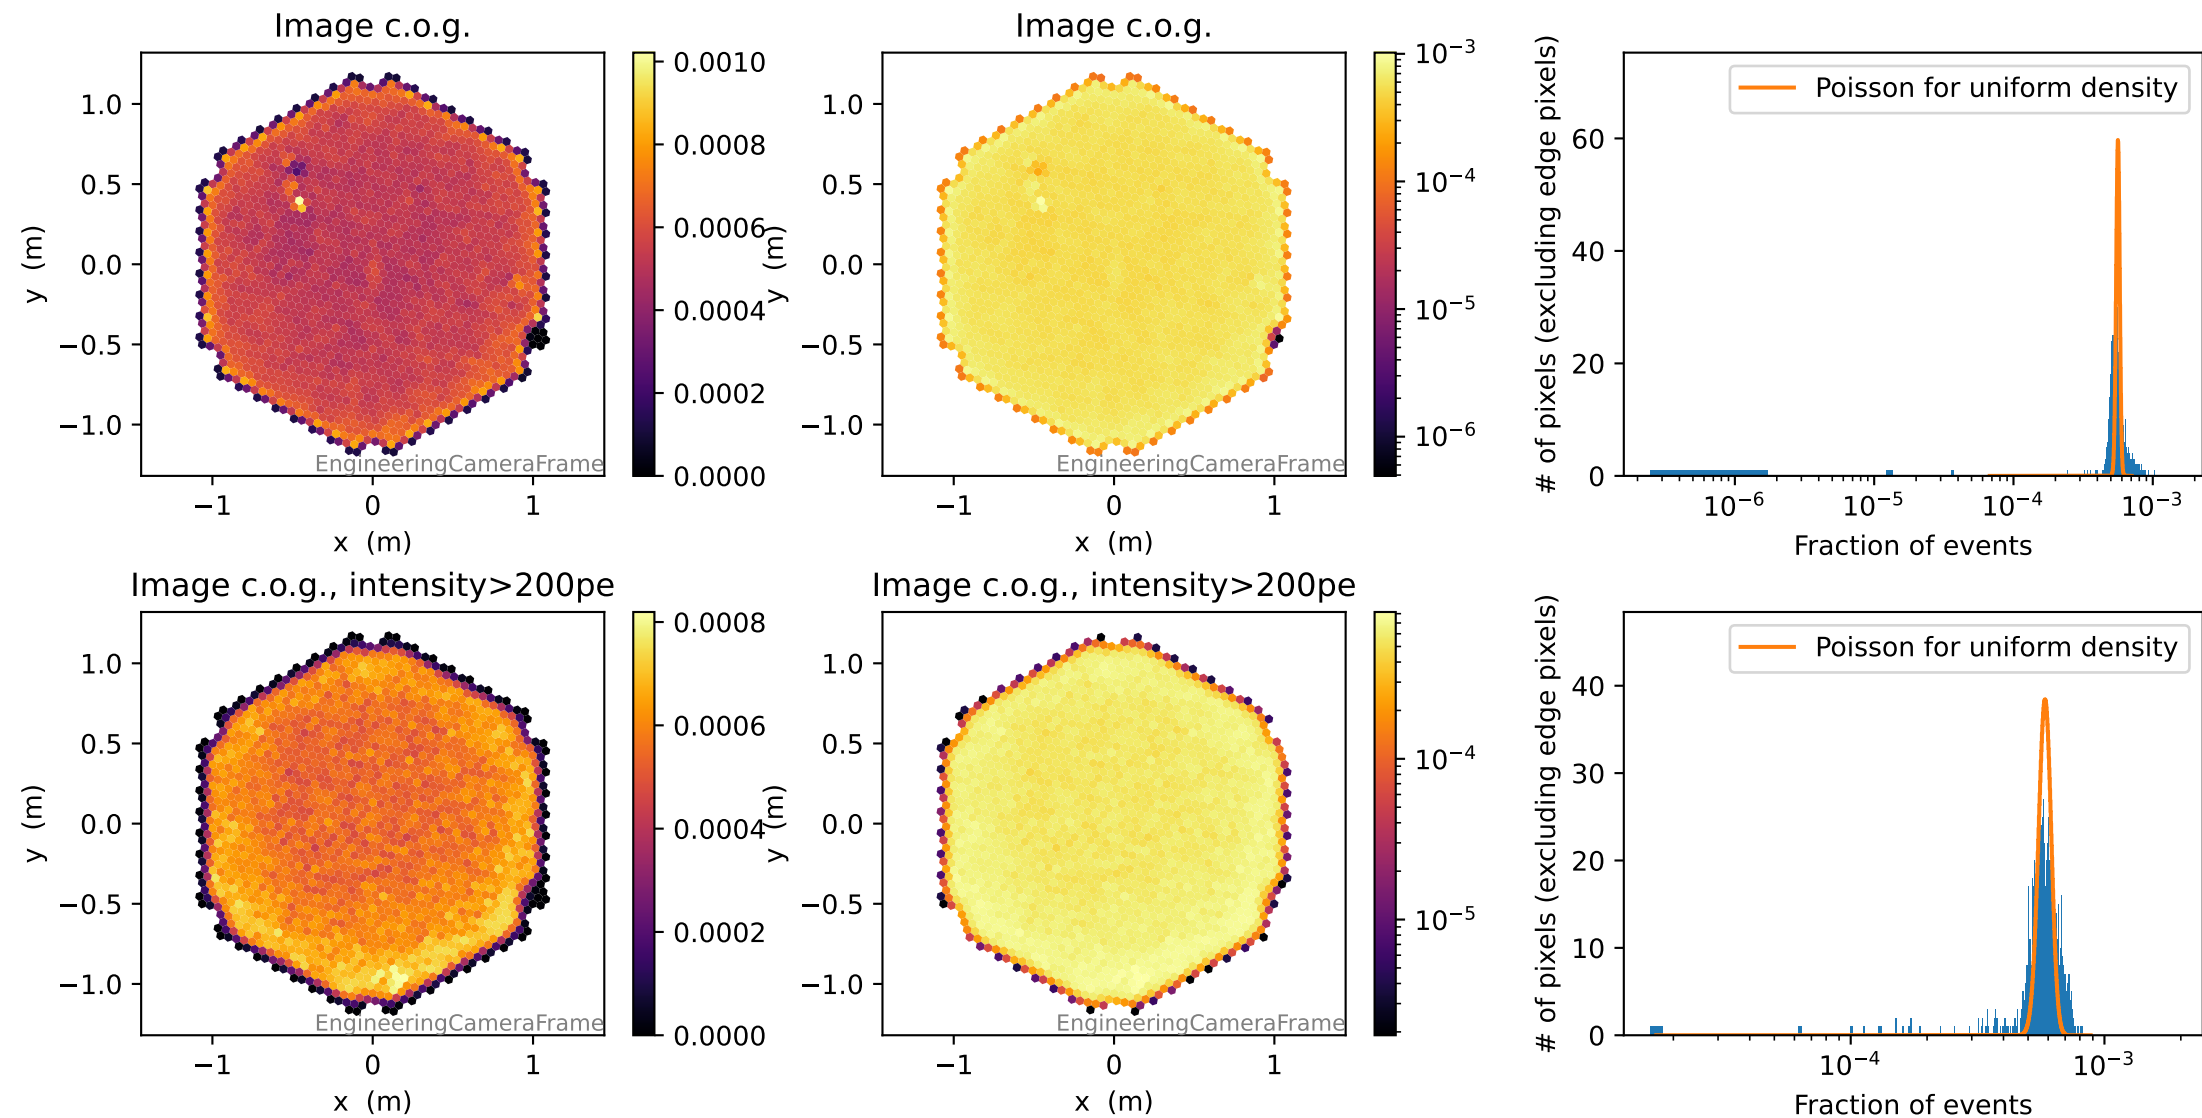 Image c.o.g.
y (m)
1.0
0.5
0.0
−0.5
−1.0
−1
0
1
x (m)
EngineeringCameraFrame
0.0010
0.0008
0.0006
0.0004
0.0002
0.0000
Image c.o.g.
y (m)
1.0
0.5
0.0
−0.5
−1.0
−1
0
1
x (m)
EngineeringCameraFrame
10−3
10−4
10−5
10−6
Poisson for uniform density
# of pixels (excluding edge pixels)
60
40
20
0
10−6
10−5
10−4
10−3
Fraction of events
Image c.o.g., intensity>200pe
y (m)
1.0
0.5
0.0
−0.5
−1.0
−1
0
1
x (m)
EngineeringCameraFrame
0.0008
0.0006
0.0004
0.0002
0.0000
Image c.o.g., intensity>200pe
y (m)
1.0
0.5
0.0
−0.5
−1.0
−1
0
1
x (m)
EngineeringCameraFrame
10−4
10−5
Poisson for uniform density
# of pixels (excluding edge pixels)
40
30
20
10
0
10−4
10−3
Fraction of events